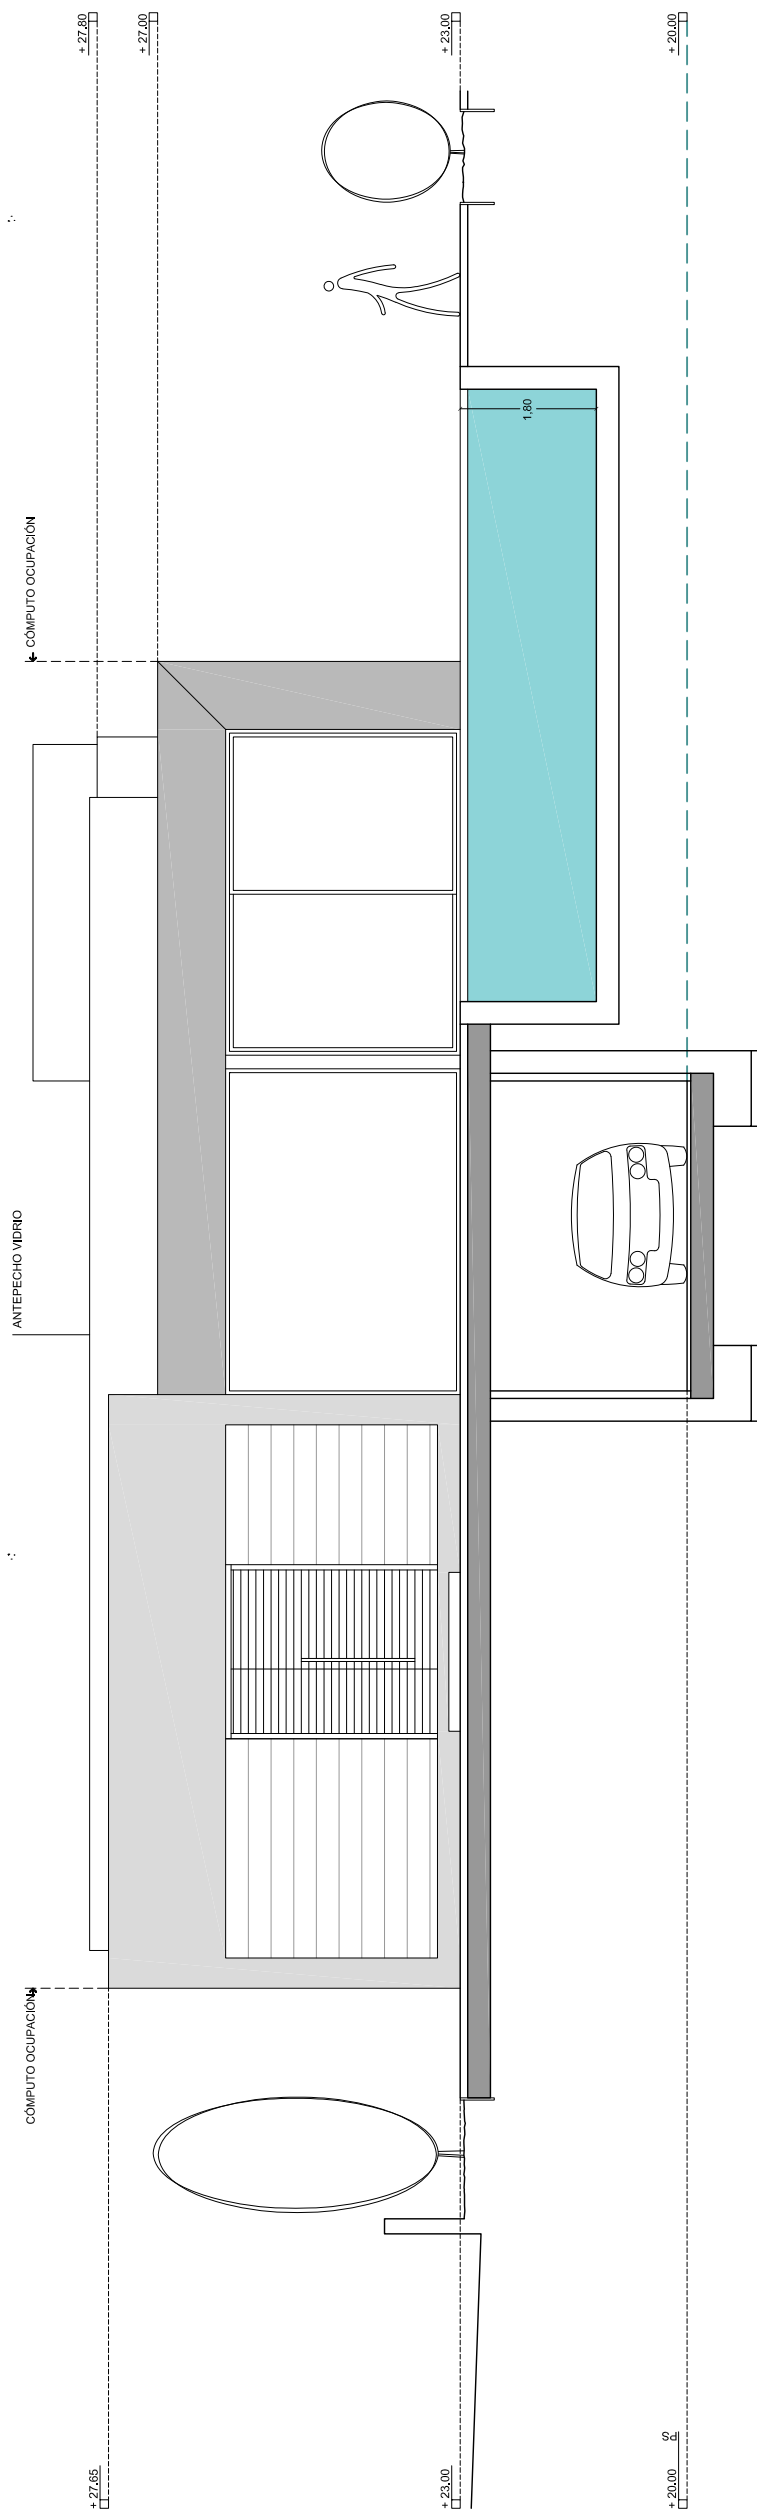 + 27.80
+ 27.00
+ 23.00
+ 20.00
CÓMPUTO OCUPACIÓN
1,80
ANTEPECHO VIDRIO
CÓMPUTO OCUPACIÓN
+ 27.65
+ 23.00
PS
+ 20.00